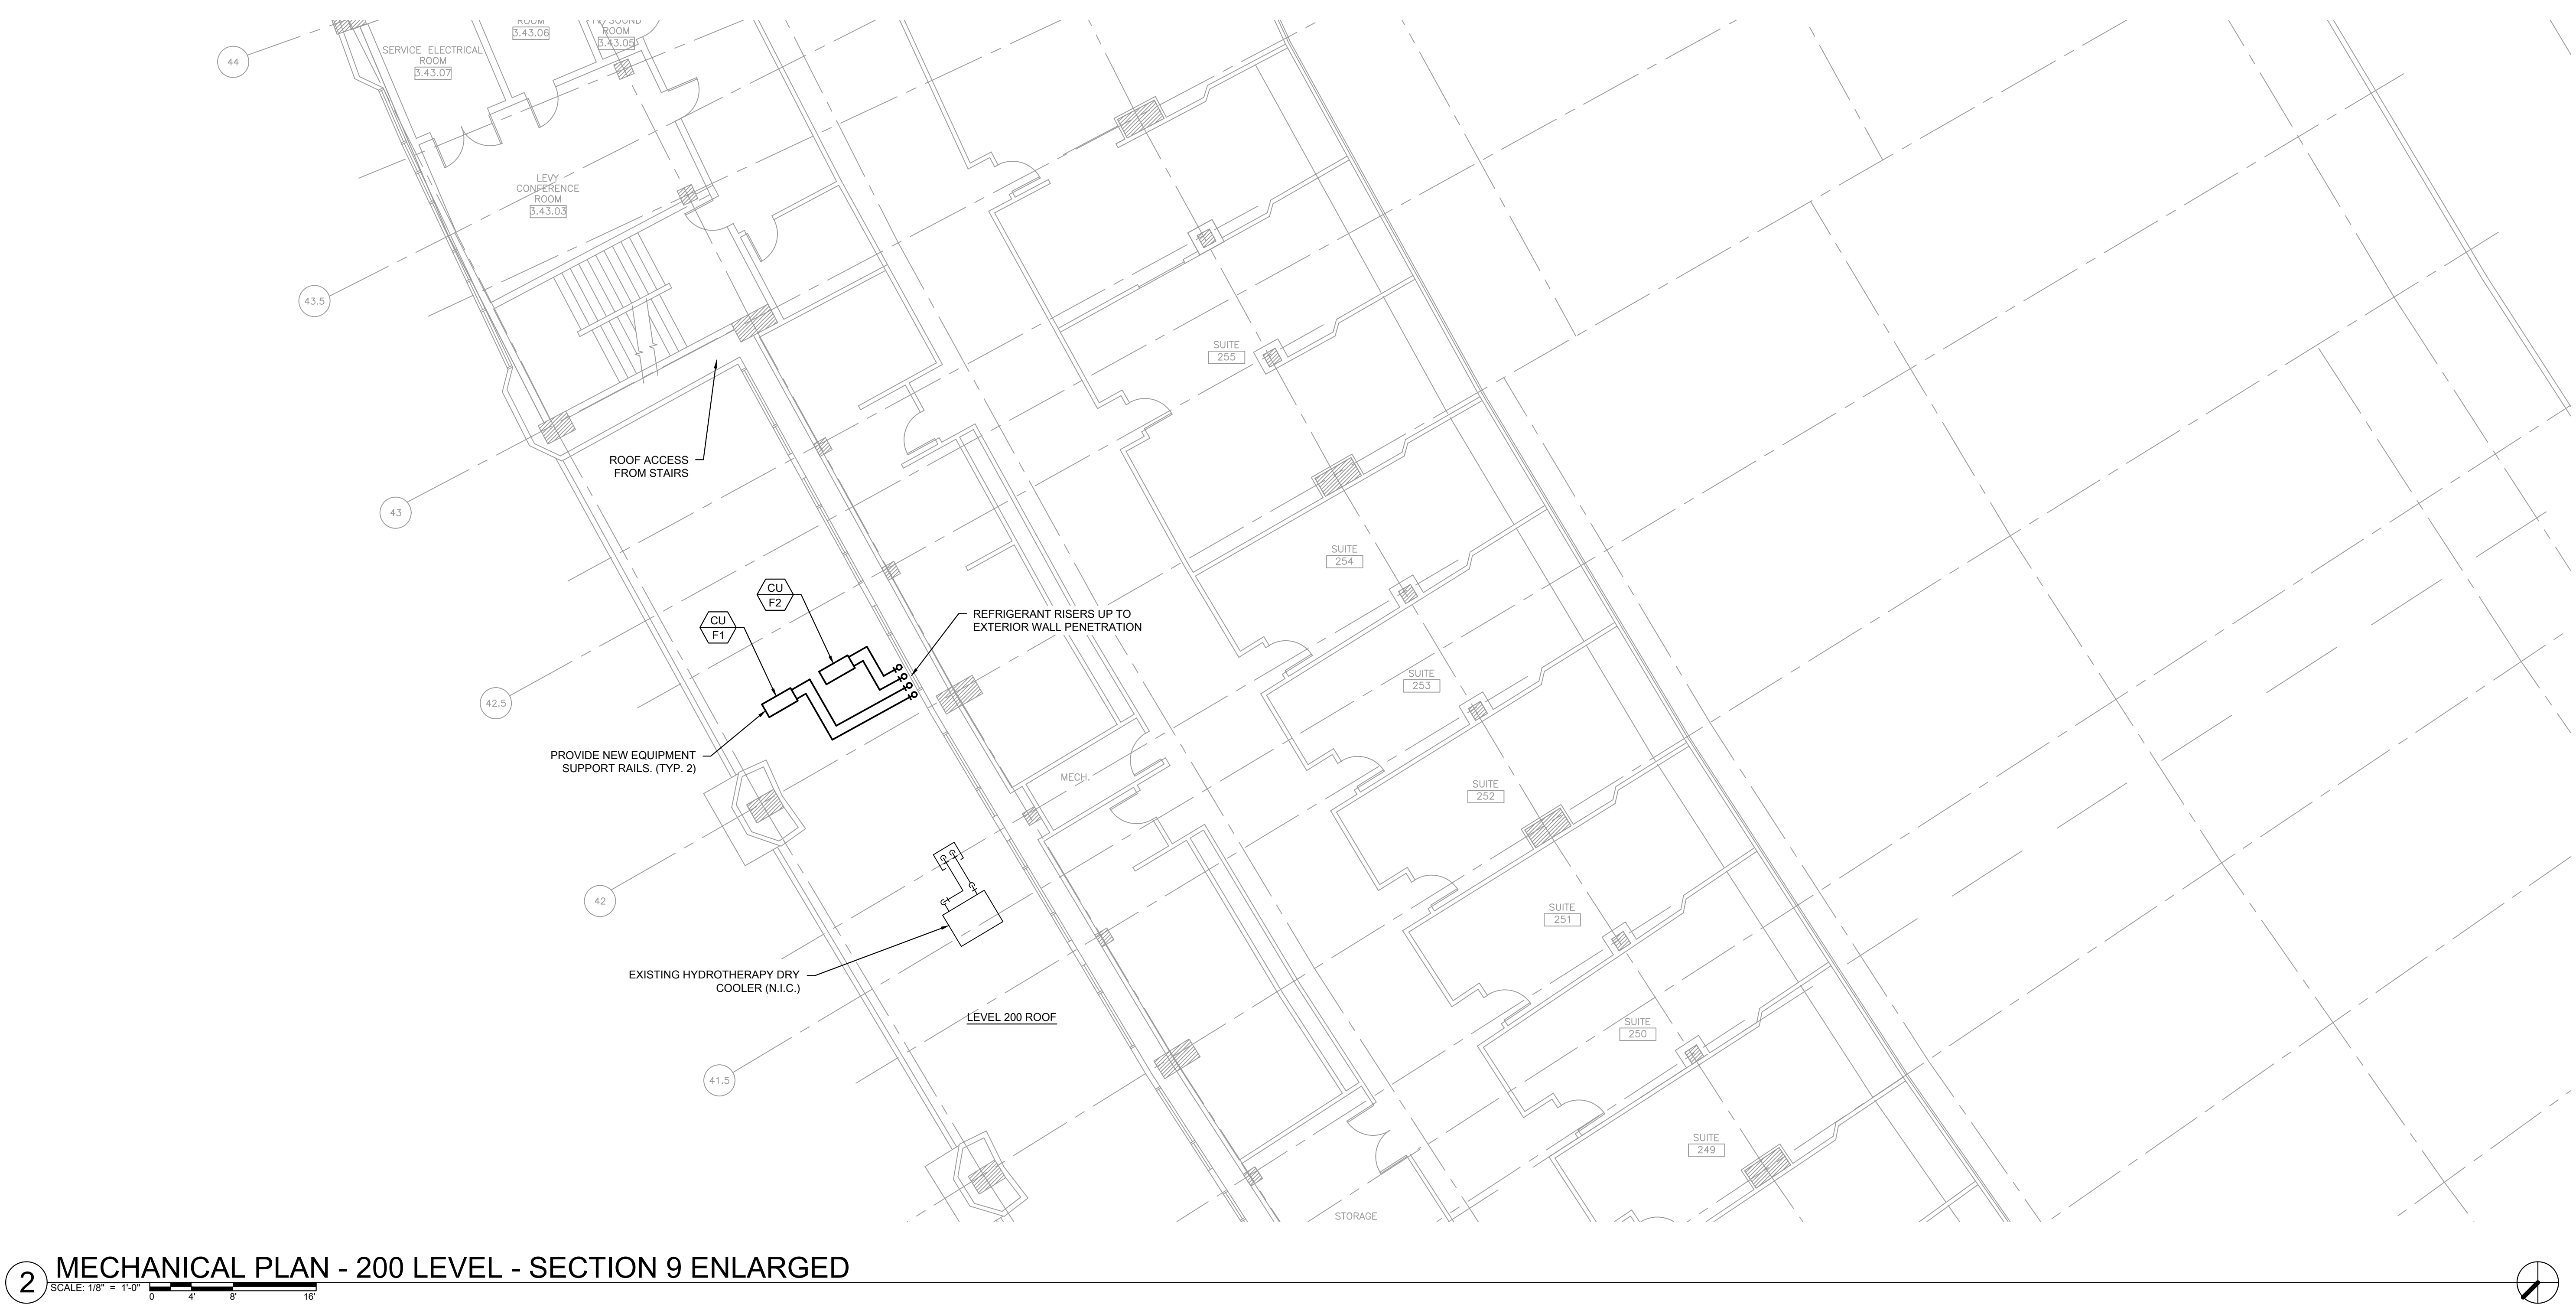 44
SERVICE ELECTRICAL
ROOM
3.43.07
ROOM
3.43.06
SOUND
ROOM
3.43.05
LEVY
CONFERENCE
ROOM
3.43.03
43.5
43
42.5
42
41.5
ROOF ACCESS
FROM STAIRS
CU
F2
CU
F1
REFRIGERANT RISERS UP TO
EXTERIOR WALL PENETRATION
PROVIDE NEW EQUIPMENT
SUPPORT RAILS. (TYP. 2)
MECH.
EXISTING HYDROTHERAPY DRY
COOLER (N.I.C.)
LEVEL 200 ROOF
SUITE
255
SUITE
254
SUITE
253
SUITE
252
SUITE
251
SUITE
250
SUITE
249
STORAGE
2
MECHANICAL PLAN - 200 LEVEL - SECTION 9 ENLARGED
SCALE: 1/8" = 1'-0"
0 4' 8' 16'